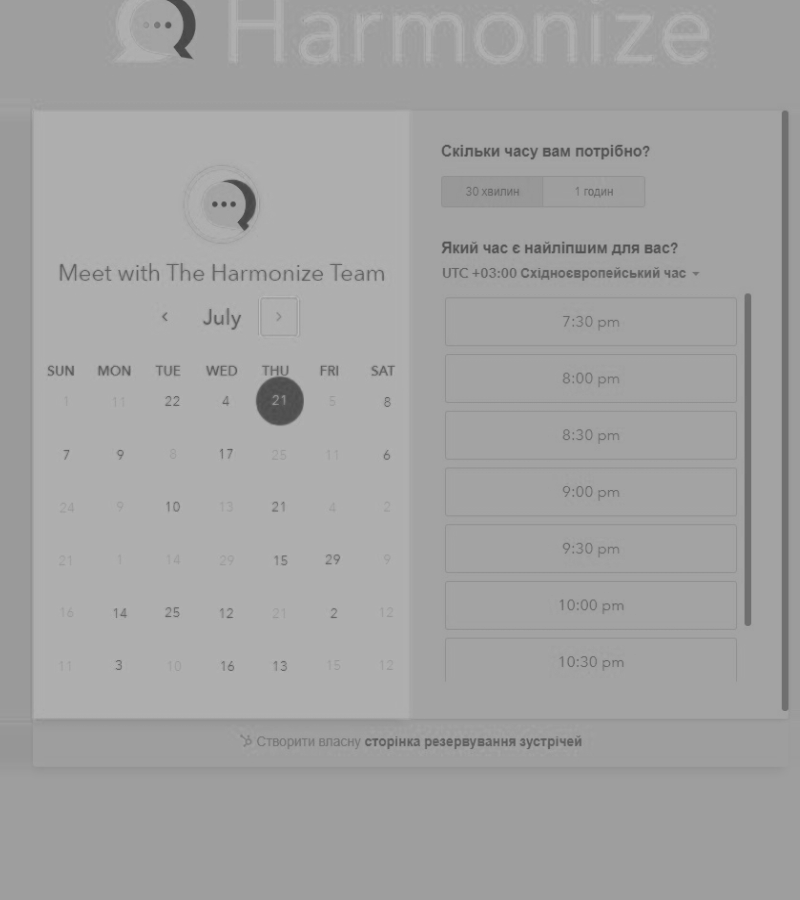 Harmonize
Meet with The Harmonize Team
July
SUN MON TUE WED THU FRI SAT
1 11 22 4 21 5 8
7 9 8 17 25 11 6
24 9 10 13 21 4 2
21 1 14 29 15 29 9
16 14 25 12 21 2 12
11 3 10 16 13 15 12
Скільки часу вам потрібно?
30 хвилин 1 годин
Який час є найліпшим для вас?
UTC +03:00 Східноєвропейський час
7:30 pm
8:00 pm
8:30 pm
9:00 pm
9:30 pm
10:00 pm
10:30 pm
Створити власну сторінка резервування зустрічей